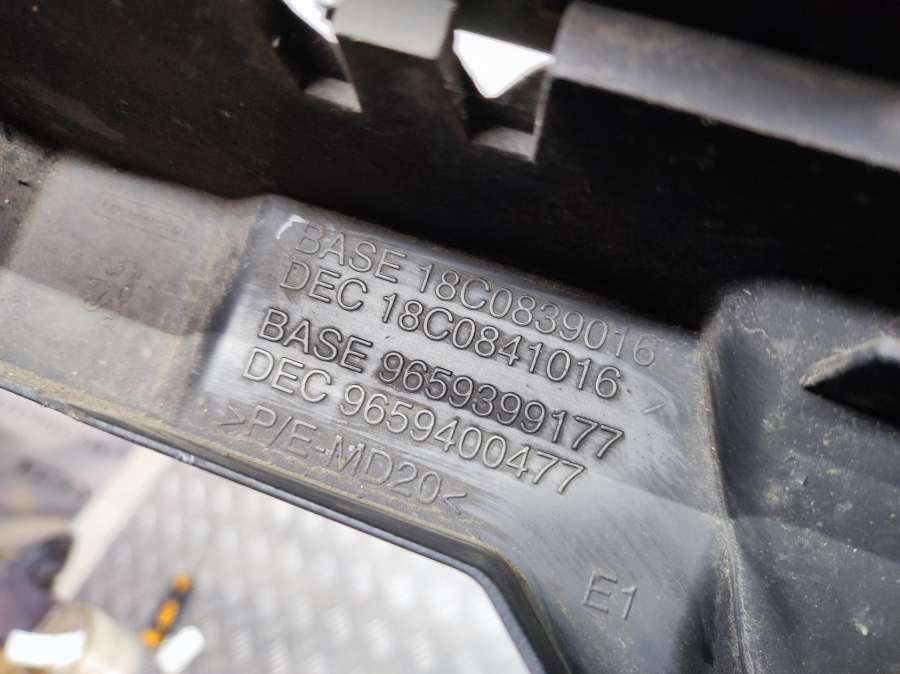 BASE 18C0839016
DEC 18C0841016
BASE 9659399177
DEC 9659400477
>P/E-MD20<
E1